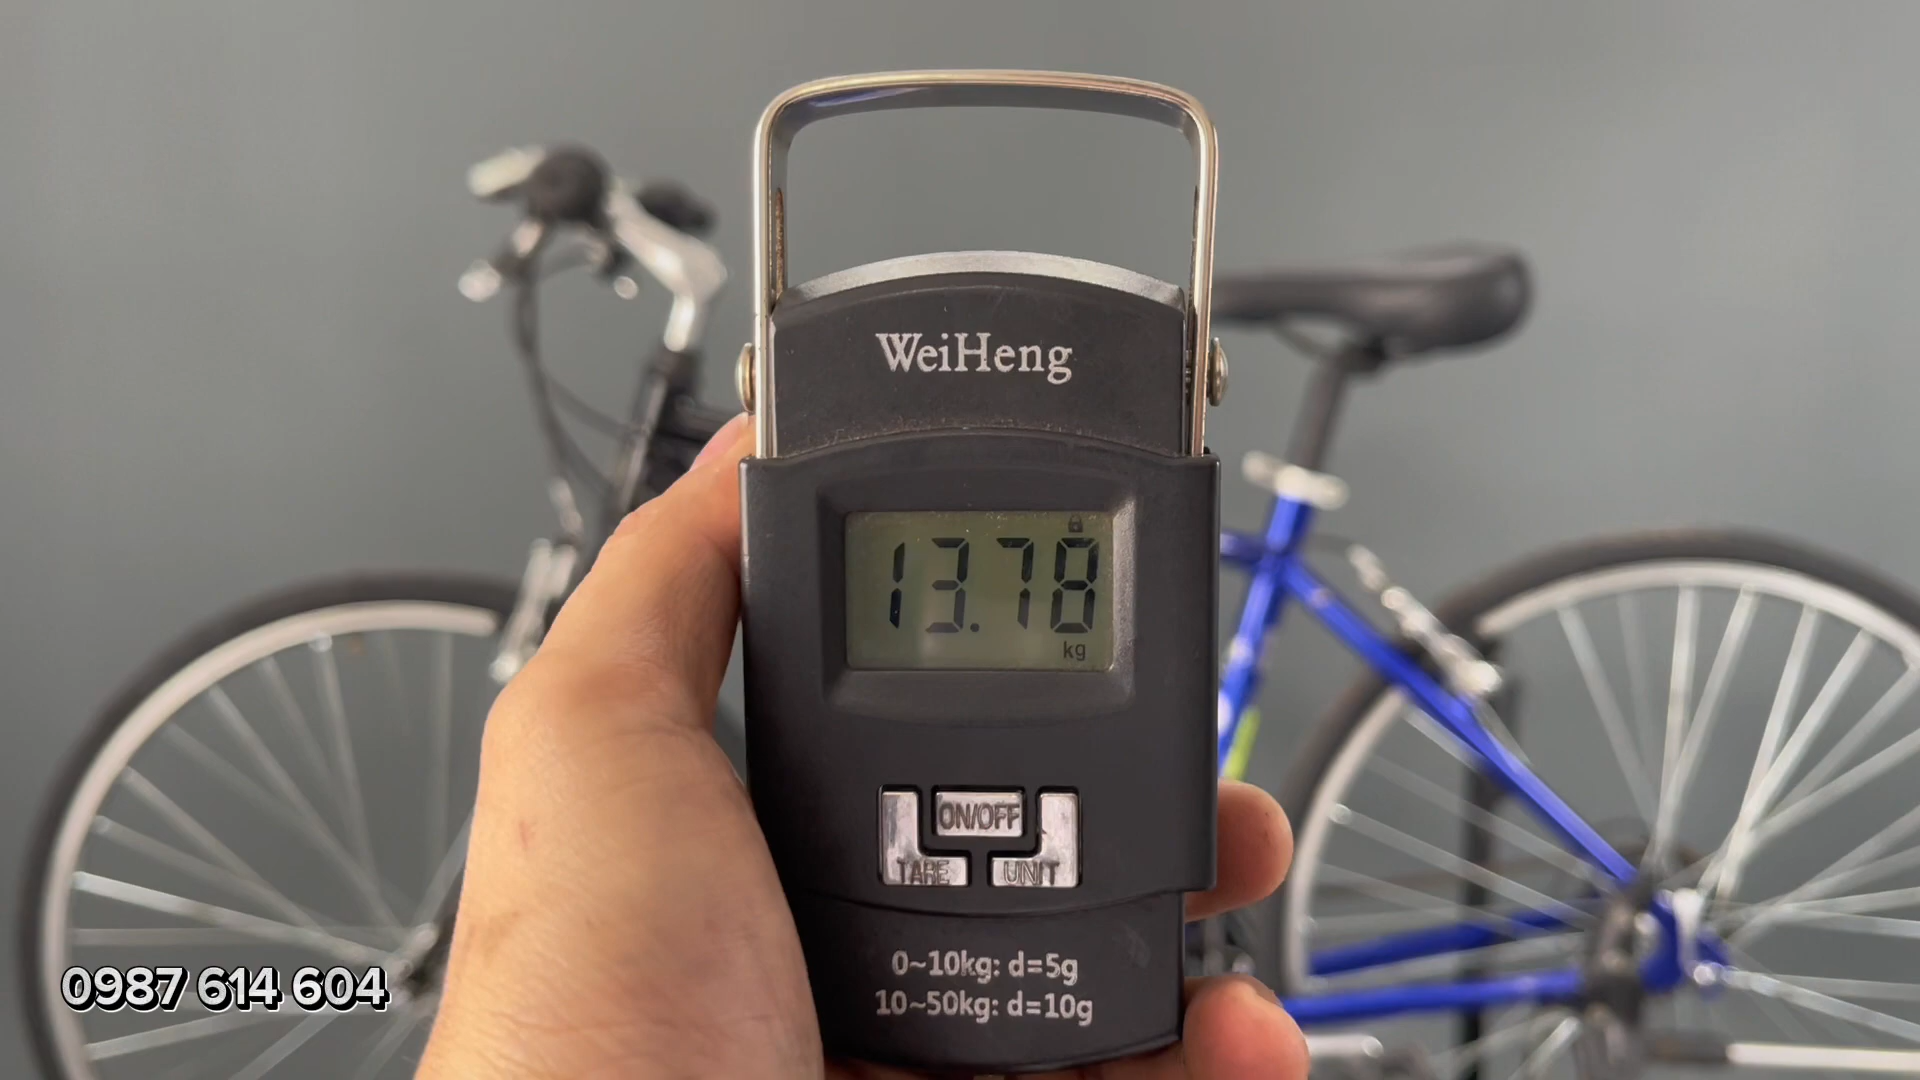 WeiHeng
13.78
kg
ON/OFF
TARE UNIT
0~10kg: d=5g
10~50kg: d=10g
0987 614 604